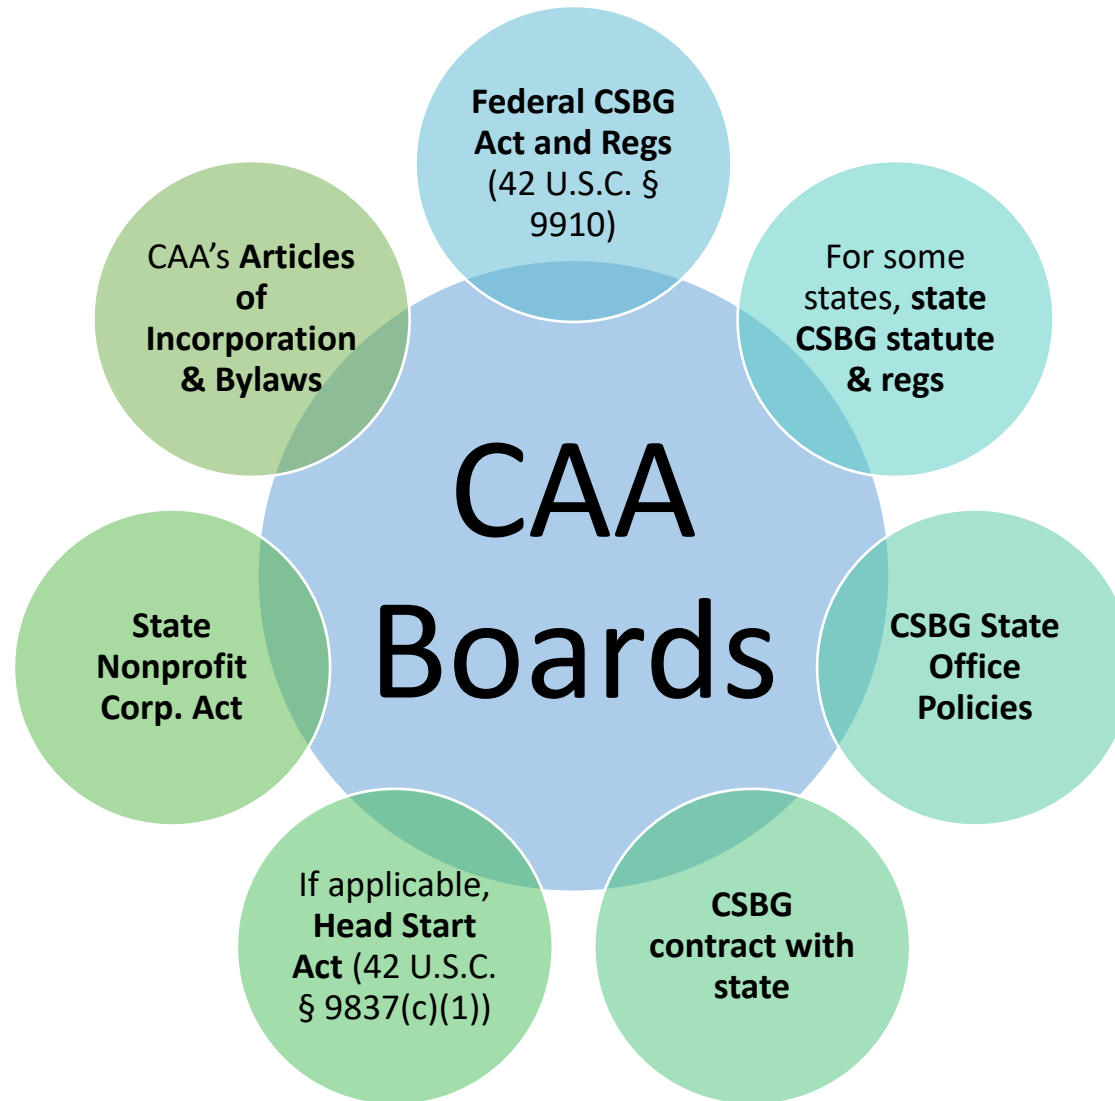 Federal CSBG
Act and Regs
(42 U.S.C. §
9910)
For some
states, state
CSBG statute
& regs
CSBG State
Office
Policies
CSBG
contract with
state
If applicable,
Head Start
Act (42 U.S.C.
§ 9837(c)(1))
State
Nonprofit
Corp. Act
CAA’s Articles
of
Incorporation
& Bylaws
CAA
Boards